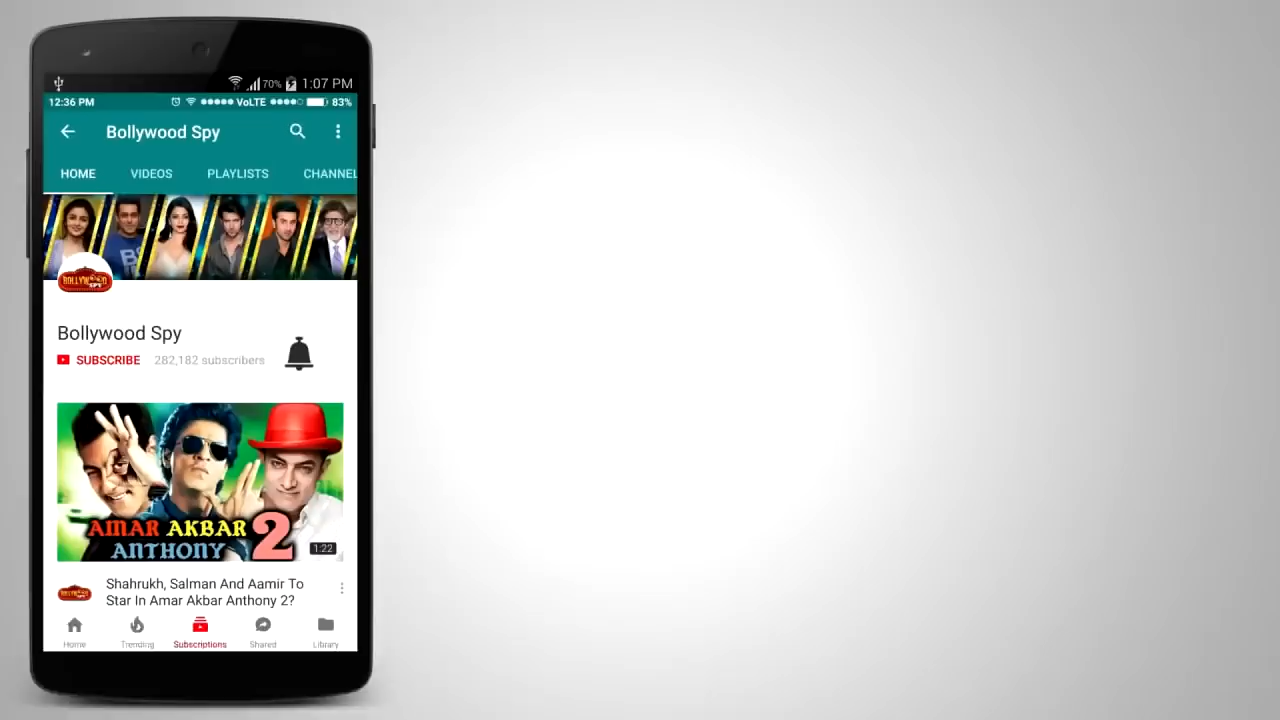 70% 1:07 PM
12:36 PM VoLTE 83%
Bollywood Spy
HOME VIDEOS PLAYLISTS CHANNEL
BOLLYWOOD
SPY
Bollywood Spy
SUBSCRIBE 282,182 subscribers
AMAR AKBAR
ANTHONY 2
1:22
Shahrukh, Salman And Aamir To
Star In Amar Akbar Anthony 2?
Home Trending Subscriptions Shared Library